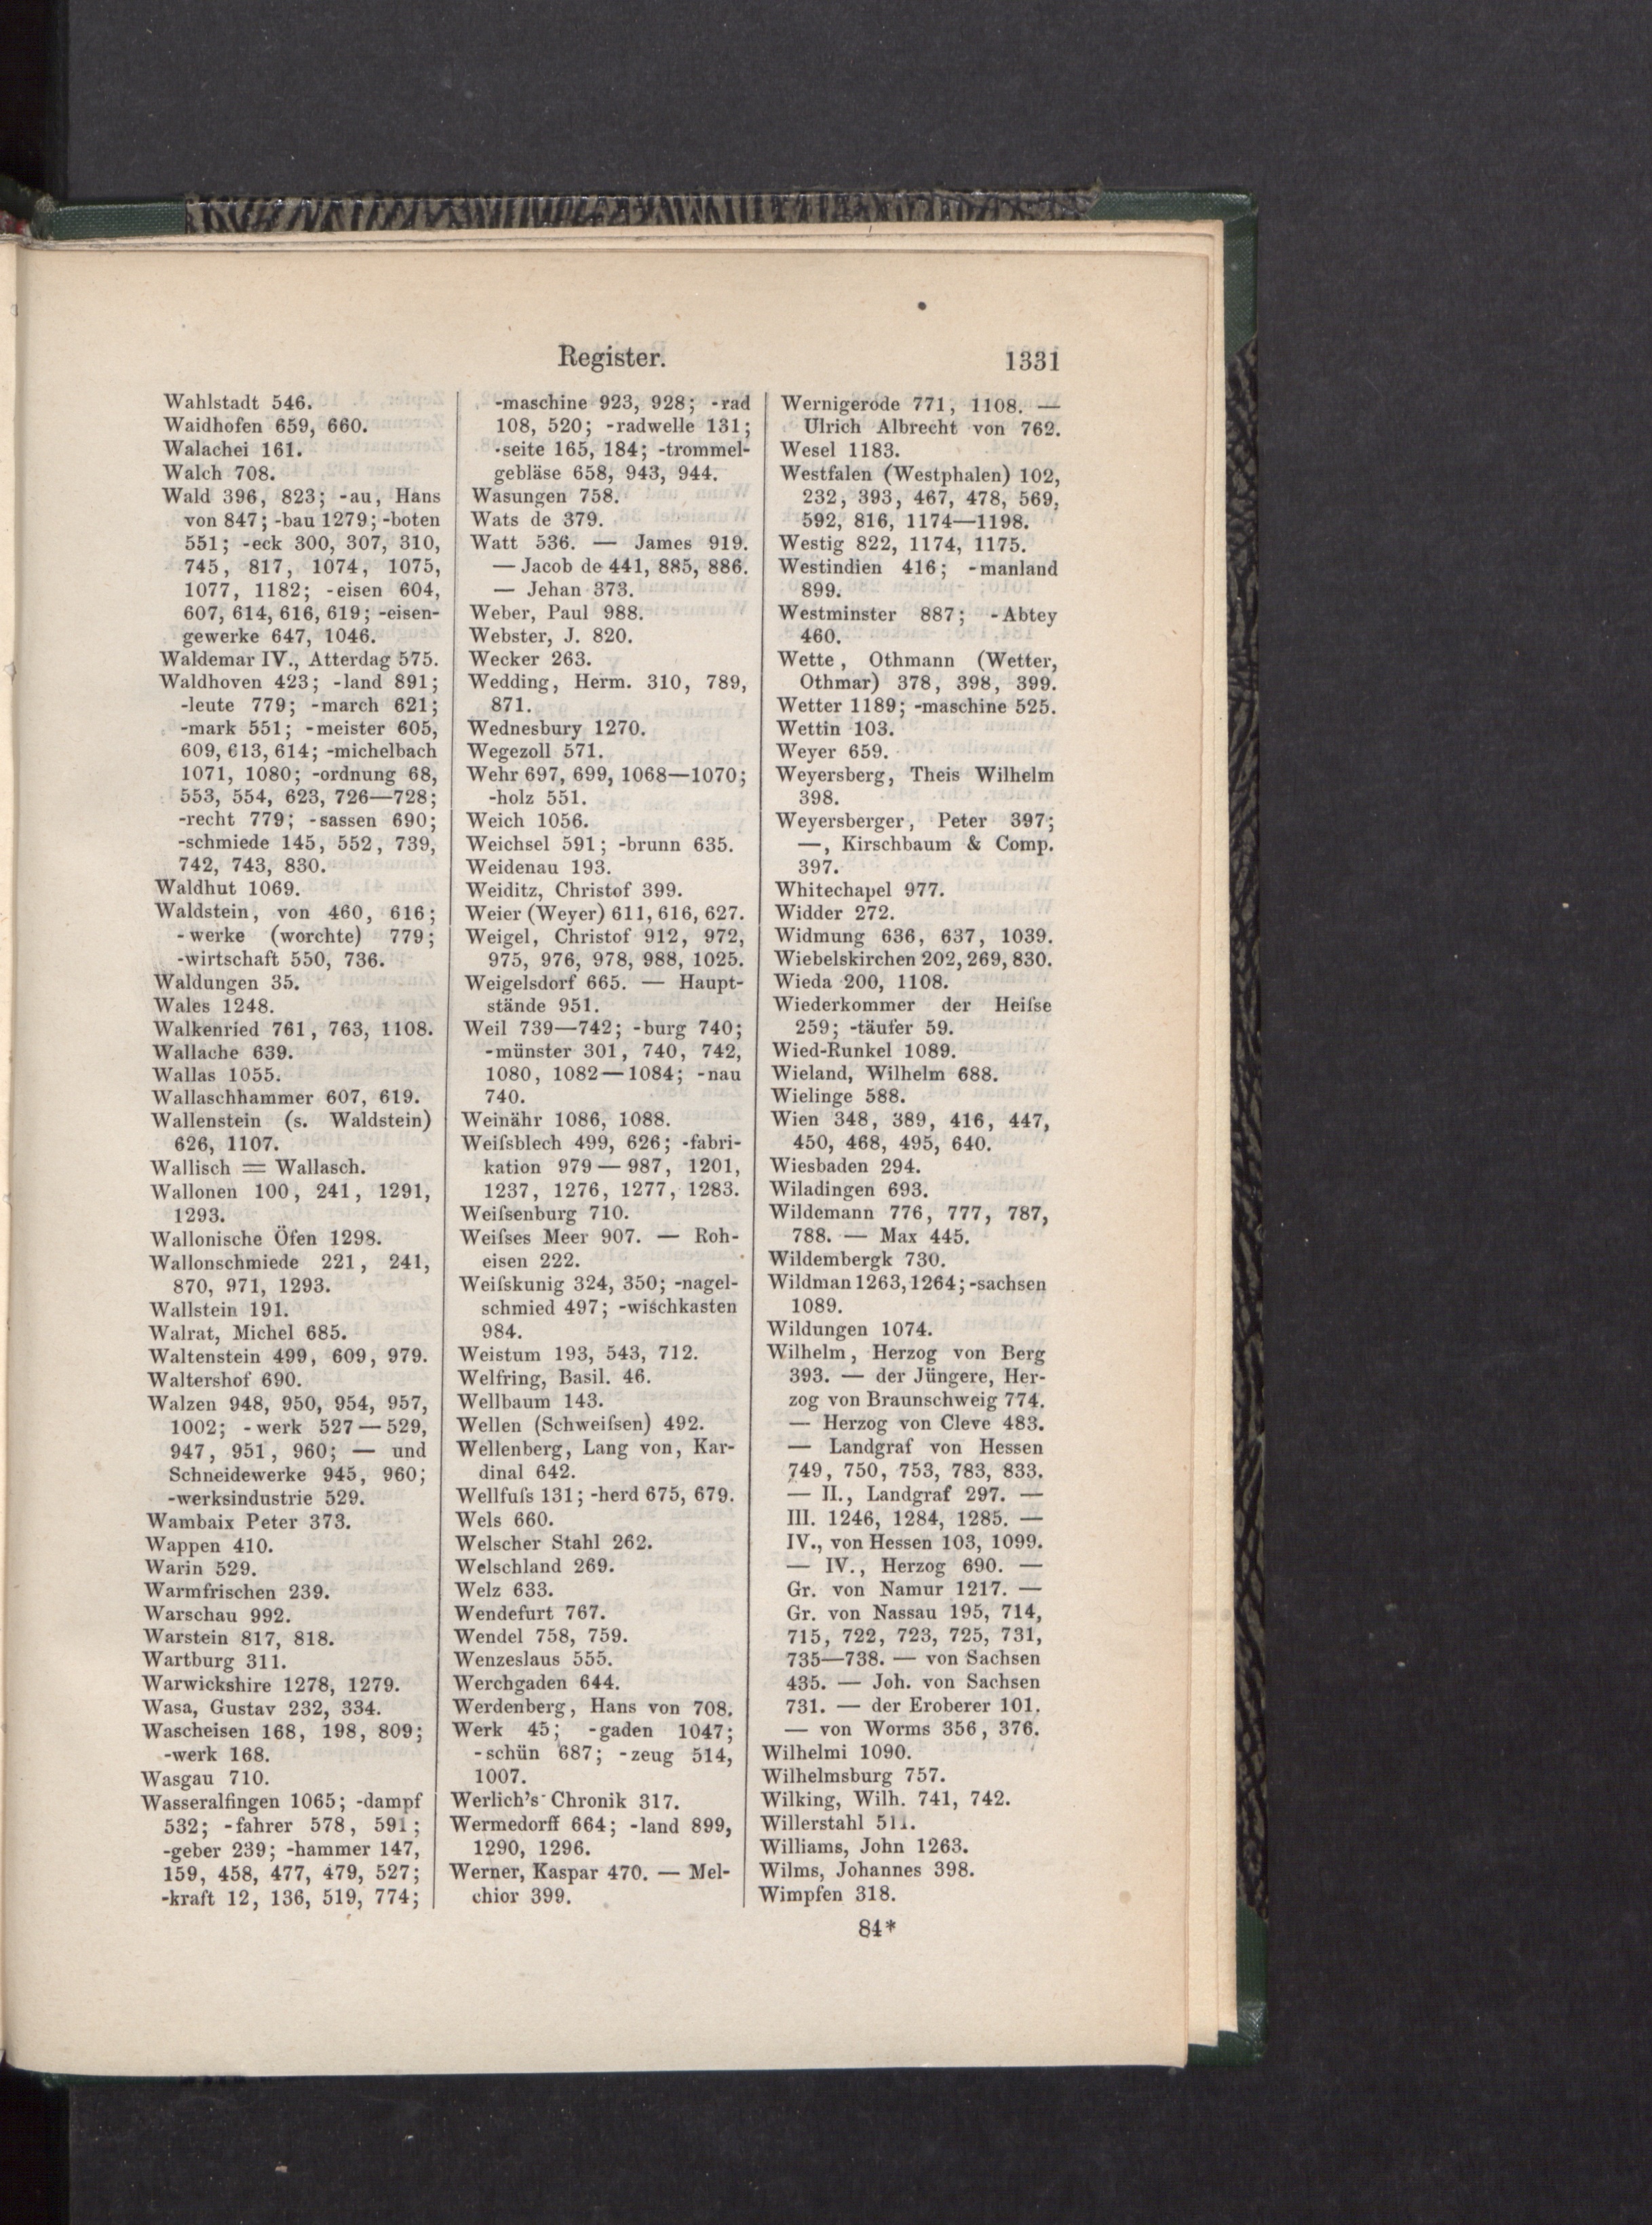 Register.
1331
Wahlstadt 546.
Waidhofen 659, 660.
Walachei 161.
Walch 708.
Wald 396, 823; -au, Hans
von 847; -bau 1279; -boten
551; -eck 300, 307, 310,
745, 817, 1074, 1075,
1077, 1182; -eisen 604,
607, 614, 616, 619; -eisen-
gewerke 647, 1046.
Waldemar IV., Atterdag 575.
Waldhoven 423; -land 891;
-leute 779; -march 621;
-mark 551; -meister 605,
609, 613, 614; -michelbach
1071, 1080; -ordnung 68,
553, 554, 623, 726—728;
-recht 779; -sassen 690;
-schmiede 145, 552, 739,
742, 743, 830.
Waldhut 1069.
Waldstein, von 460, 616;
-werke (worchte) 779;
-wirtschaft 550, 736.
Waldungen 35.
Wales 1248.
Walkenried 761, 763, 1108.
Wallache 639.
Wallas 1055.
Wallaschhammer 607, 619.
Wallenstein (s. Waldstein)
626, 1107.
Wallisch = Wallasch.
Wallonen 100, 241, 1291,
1293.
Wallonische Öfen 1298.
Wallonschmiede 221, 241,
870, 971, 1293.
Wallstein 191.
Walrat, Michel 685.
Waltenstein 499, 609, 979.
Waltershof 690.
Walzen 948, 950, 954, 957,
1002; -werk 527—529,
947, 951, 960; — und
Schneidewerke 945, 960;
-werksindustrie 529.
Wambaix Peter 373.
Wappen 410.
Warin 529.
Warmfrischen 239.
Warschau 992.
Warstein 817, 818.
Wartburg 311.
Warwickshire 1278, 1279.
Wasa, Gustav 232, 334.
Wascheisen 168, 198, 809;
-werk 168.
Wasgau 710.
Wasseralfingen 1065; -dampf
532; -fahrer 578, 591;
-geber 239; -hammer 147,
159, 458, 477, 479, 527;
-kraft 12, 136, 519, 774;
-maschine 923, 928; -rad
108, 520; -radwelle 131;
-seite 165, 184; -trommel-
gebläse 658, 943, 944.
Wasungen 758.
Wats de 379.
Watt 536. — James 919.
— Jacob de 441, 885, 886.
— Jehan 373.
Weber, Paul 988.
Webster, J. 820.
Wecker 263.
Wedding, Herm. 310, 789,
871.
Wednesbury 1270.
Wegezoll 571.
Wehr 697, 699, 1068—1070;
-holz 551.
Weich 1056.
Weichsel 591; -brunn 635.
Weidenau 193.
Weiditz, Christof 399.
Weier (Weyer) 611, 616, 627.
Weigel, Christof 912, 972,
975, 976, 978, 988, 1025.
Weigelsdorf 665. — Haupt-
stände 951.
Weil 739—742; -burg 740;
-münster 301, 740, 742,
1080, 1082—1084; -nau
740.
Weinähr 1086, 1088.
Weiſsblech 499, 626; -fabri-
kation 979—987, 1201,
1237, 1276, 1277, 1283.
Weiſsenburg 710.
Weiſses Meer 907. — Roh-
eisen 222.
Weiſskunig 324, 350; -nagel-
schmied 497; -wischkasten
984.
Weistum 193, 543, 712.
Welfring, Basil. 46.
Wellbaum 143.
Wellen (Schweiſsen) 492.
Wellenberg, Lang von, Kar-
dinal 642.
Wellfuſs 131; -herd 675, 679.
Wels 660.
Welscher Stahl 262.
Welschland 269.
Welz 633.
Wendefurt 767.
Wendel 758, 759.
Wenzeslaus 555.
Werchgaden 644.
Werdenberg, Hans von 708.
Werk 45; -gaden 1047;
-schün 687; -zeug 514,
1007.
Werlich's Chronik 317.
Wermedorff 664; -land 899,
1290, 1296.
Werner, Kaspar 470. — Mel-
chior 399.
Wernigerode 771, 1108. —
Ulrich Albrecht von 762.
Wesel 1183.
Westfalen (Westphalen) 102,
232, 393, 467, 478, 569,
592, 816, 1174—1198.
Westig 822, 1174, 1175.
Westindien 416; -manland
899.
Westminster 887; -Abtey
460.
Wette, Othmann (Wetter,
Othmar) 378, 398, 399.
Wetter 1189; -maschine 525.
Wettin 103.
Weyer 659.
Weyersberg, Theis Wilhelm
398.
Weyersberger, Peter 397;
—, Kirschbaum & Comp.
397.
Whitechapel 977.
Widder 272.
Widmung 636, 637, 1039.
Wiebelskirchen 202, 269, 830.
Wieda 200, 1108.
Wiederkommer der Heiſse
259; -täufer 59.
Wied-Runkel 1089.
Wieland, Wilhelm 688.
Wielinge 588.
Wien 348, 389, 416, 447,
450, 468, 495, 640.
Wiesbaden 294.
Wiladingen 693.
Wildemann 776, 777, 787,
788. — Max 445.
Wildembergk 730.
Wildman 1263, 1264; -sachsen
1089.
Wildungen 1074.
Wilhelm, Herzog von Berg
393. — der Jüngere, Her-
zog von Braunschweig 774.
— Herzog von Cleve 483.
— Landgraf von Hessen
749, 750, 753, 783, 833.
— II., Landgraf 297. —
III. 1246, 1284, 1285. —
IV., von Hessen 103, 1099.
— IV., Herzog 690. —
Gr. von Namur 1217. —
Gr. von Nassau 195, 714,
715, 722, 723, 725, 731,
735—738. — von Sachsen
435. — Joh. von Sachsen
731. — der Eroberer 101.
— von Worms 356, 376.
Wilhelmi 1090.
Wilhelmsburg 757.
Wilking, Wilh. 741, 742.
Willerstahl 511.
Williams, John 1263.
Wilms, Johannes 398.
Wimpfen 318.
84*